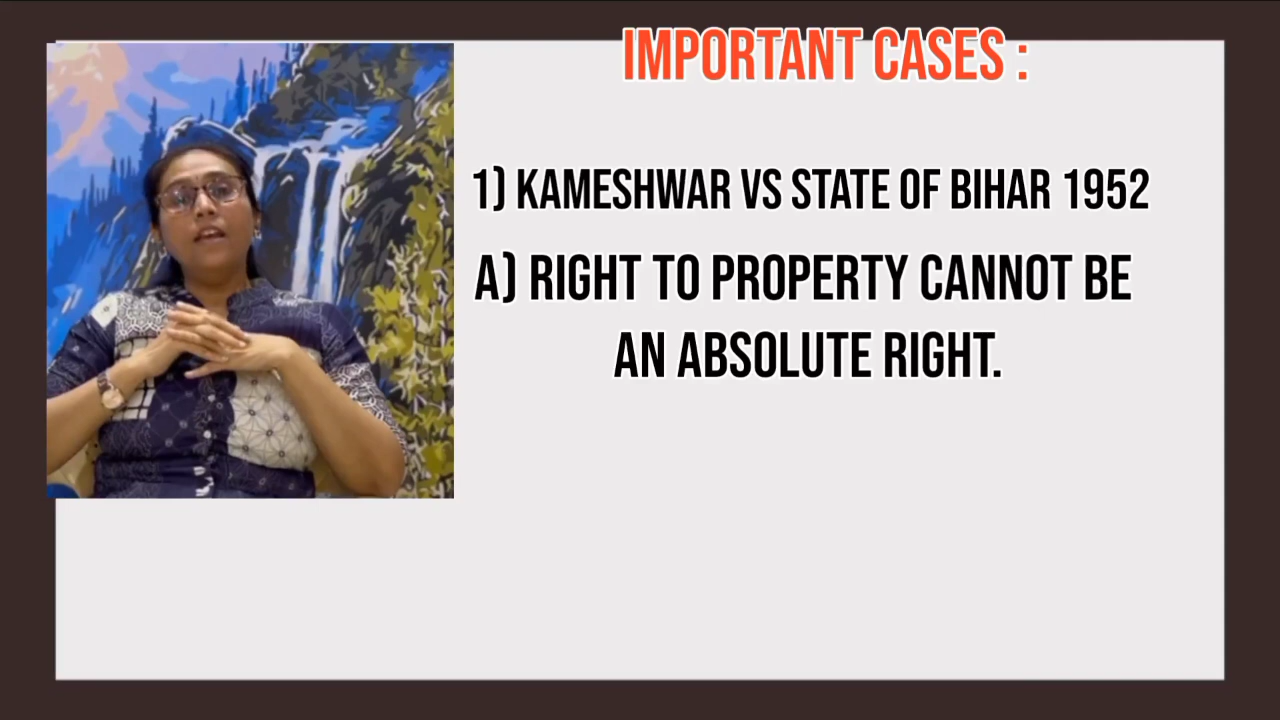 IMPORTANT CASES :
1) KAMESHWAR VS STATE OF BIHAR 1952
A) RIGHT TO PROPERTY CANNOT BE
AN ABSOLUTE RIGHT.